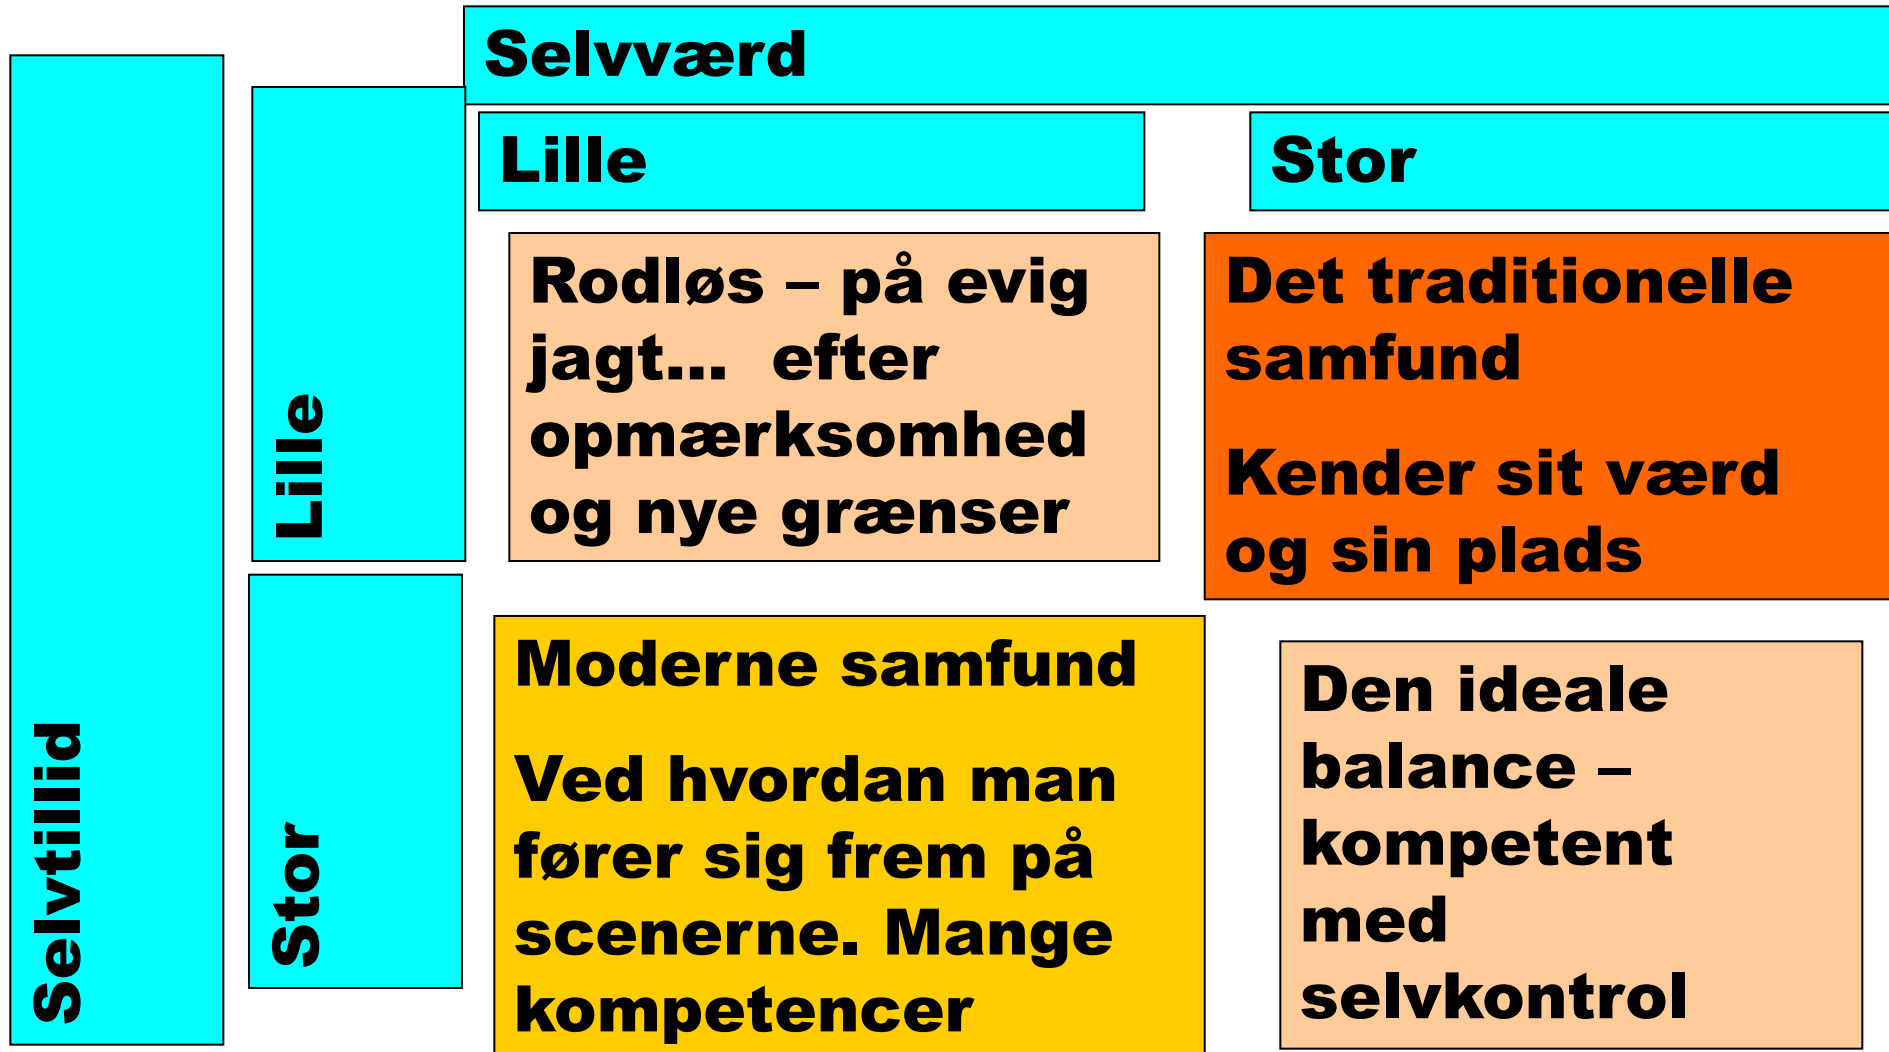 Selvværd
Lille
Stor
Selvtillid
Lille
Rodløs – på evig
jagt... efter
opmærksomhed
og nye grænser
Det traditionelle
samfund
Kender sit værd
og sin plads
Stor
Moderne samfund
Ved hvordan man
fører sig frem på
scenerne. Mange
kompetencer
Den ideale
balance –
kompetent
med
selvkontrol